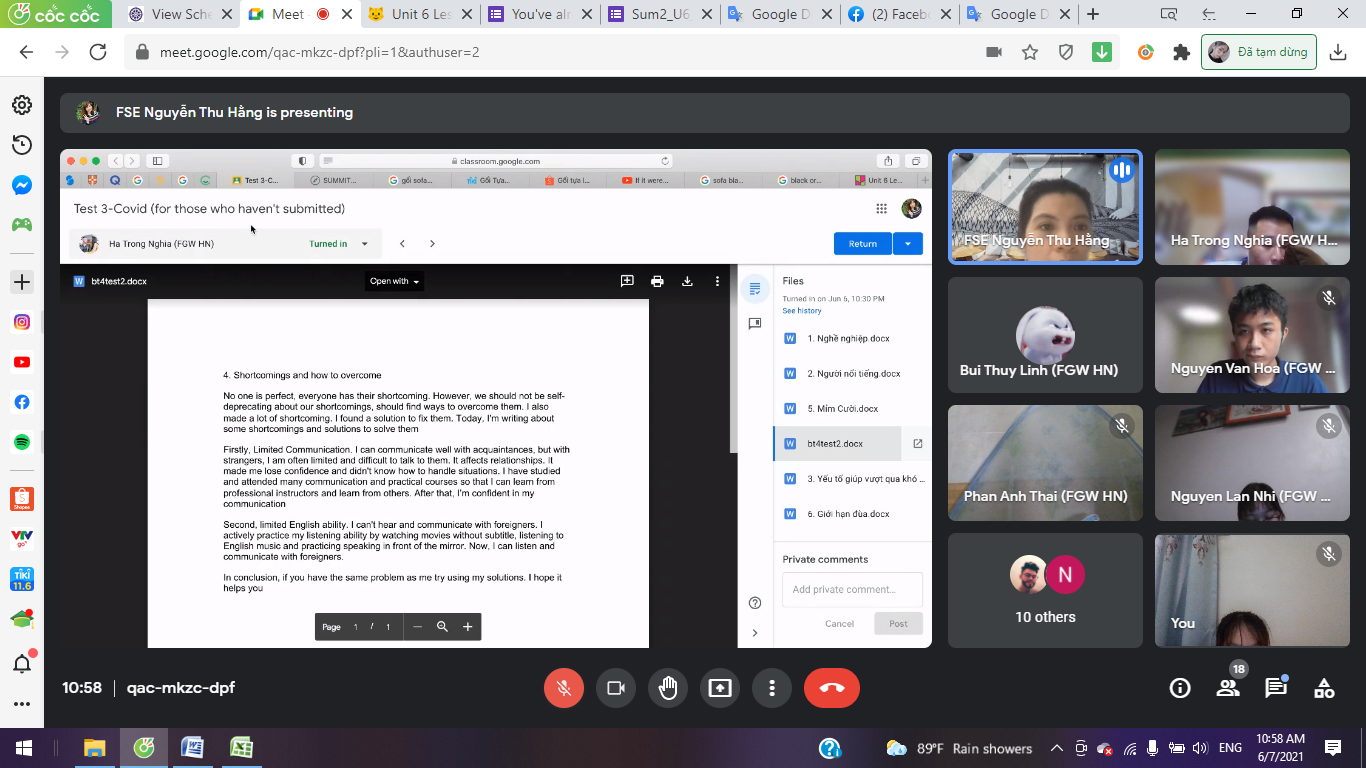 cốc cốc
View Sche
Meet -
Unit 6 Les
You've alr
Sum2_U6
Google D
(2) Facebo
Google D
meet.google.com/qac-mkzc-dpf?pli=1&authuser=2
Đã tạm dừng
FSE Nguyễn Thu Hằng is presenting
classroom.google.com
Test 3-C...
SUMMIT...
gối sofa...
Gối Tựa...
Gối tựa l...
If it were...
sofa bla...
black or...
Unit 6 Le...
Test 3-Covid (for those who haven't submitted)
Ha Trong Nghia (FGW HN)
Turned in
Return
bt4test2.docx
Open with
4. Shortcomings and how to overcome
No one is perfect, everyone has their shortcoming. However, we should not be self-
deprecating about our shortcomings, should find ways to overcome them. I also
made a lot of shortcoming. I found a solution to fix them. Today, I'm writing about
some shortcomings and solutions to solve them
Firstly, Limited Communication. I can communicate well with acquaintances, but with
strangers, I am often limited and difficult to talk to them. It affects relationships. It
made me lose confidence and didn't know how to handle situations. I have studied
and attended many communication and practical courses so that I can learn from
professional instructors and learn from others. After that, I'm confident in my
communication
Second, limited English ability. I can't hear and communicate with foreigners. I
actively practice my listening ability by watching movies without subtitle, listening to
English music and practicing speaking in front of the mirror. Now, I can listen and
communicate with foreigners.
In conclusion, if you have the same problem as me try using my solutions. I hope it
helps you
Page 1 / 1
Files
Turned in on Jun 6, 10:30 PM
See history
1. Nghề nghiệp.docx
2. Người nổi tiếng.docx
5. Mỉm Cười.docx
bt4test2.docx
3. Yếu tố giúp vượt qua khó ...
6. Giới hạn đùa.docx
Private comments
Add private comment...
Cancel
Post
FSE Nguyễn Thu Hằng
Ha Trong Nghia (FGW H...
Bui Thuy Linh (FGW HN)
Nguyen Van Hoa (FGW ...
Phan Anh Thai (FGW HN)
Nguyen Lan Nhi (FGW ...
N
10 others
You
10:58
qac-mkzc-dpf
18
Shopee
VTV
go
TIKI
11.6
89°F Rain showers
ENG
10:58 AM
6/7/2021